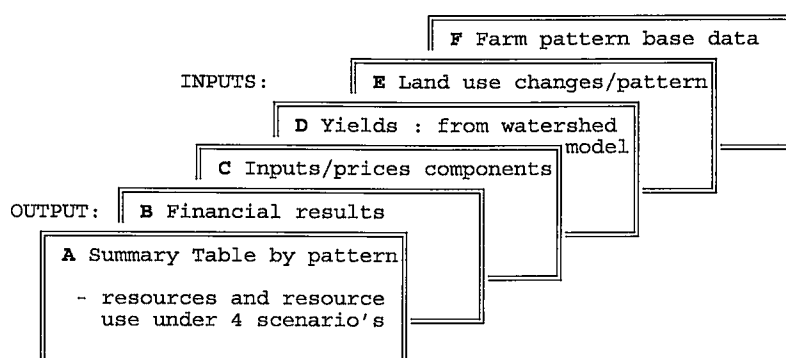 F Farm pattern base data
INPUTS: E Land use changes/pattern
D Yields : from watershed
model
C Inputs/prices components
OUTPUT: B Financial results
A Summary Table by pattern
- resources and resource
use under 4 scenario's